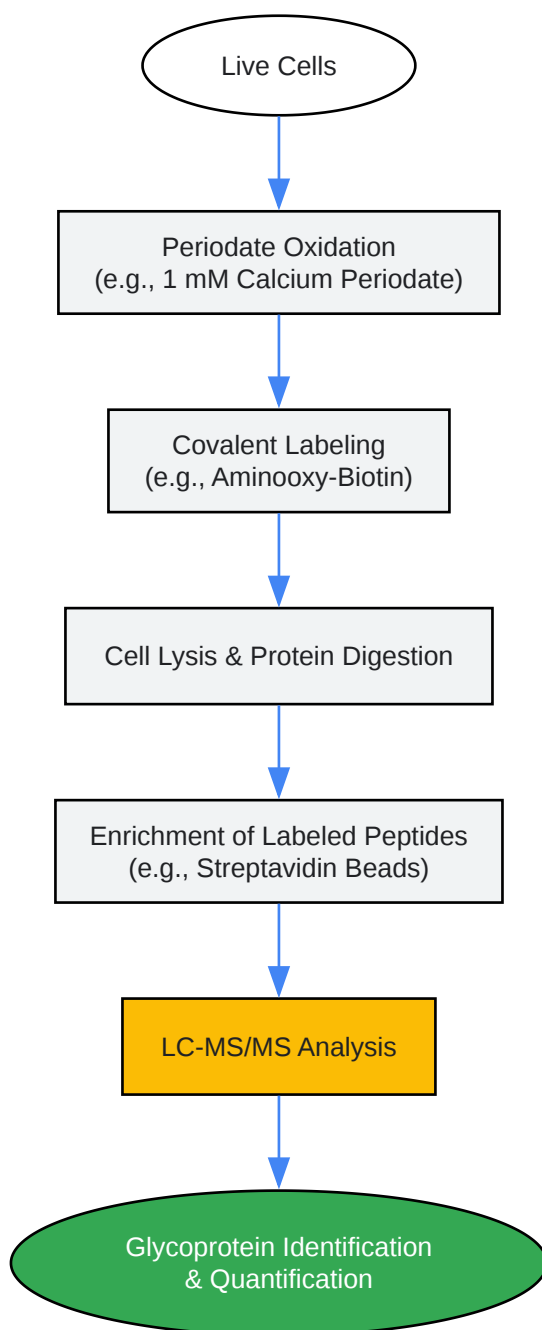 Live Cells
Periodate Oxidation
(e.g., 1 mM Calcium Periodate)
Covalent Labeling
(e.g., Aminooxy-Biotin)
Cell Lysis & Protein Digestion
Enrichment of Labeled Peptides
(e.g., Streptavidin Beads)
LC-MS/MS Analysis
Glycoprotein Identification
& Quantification